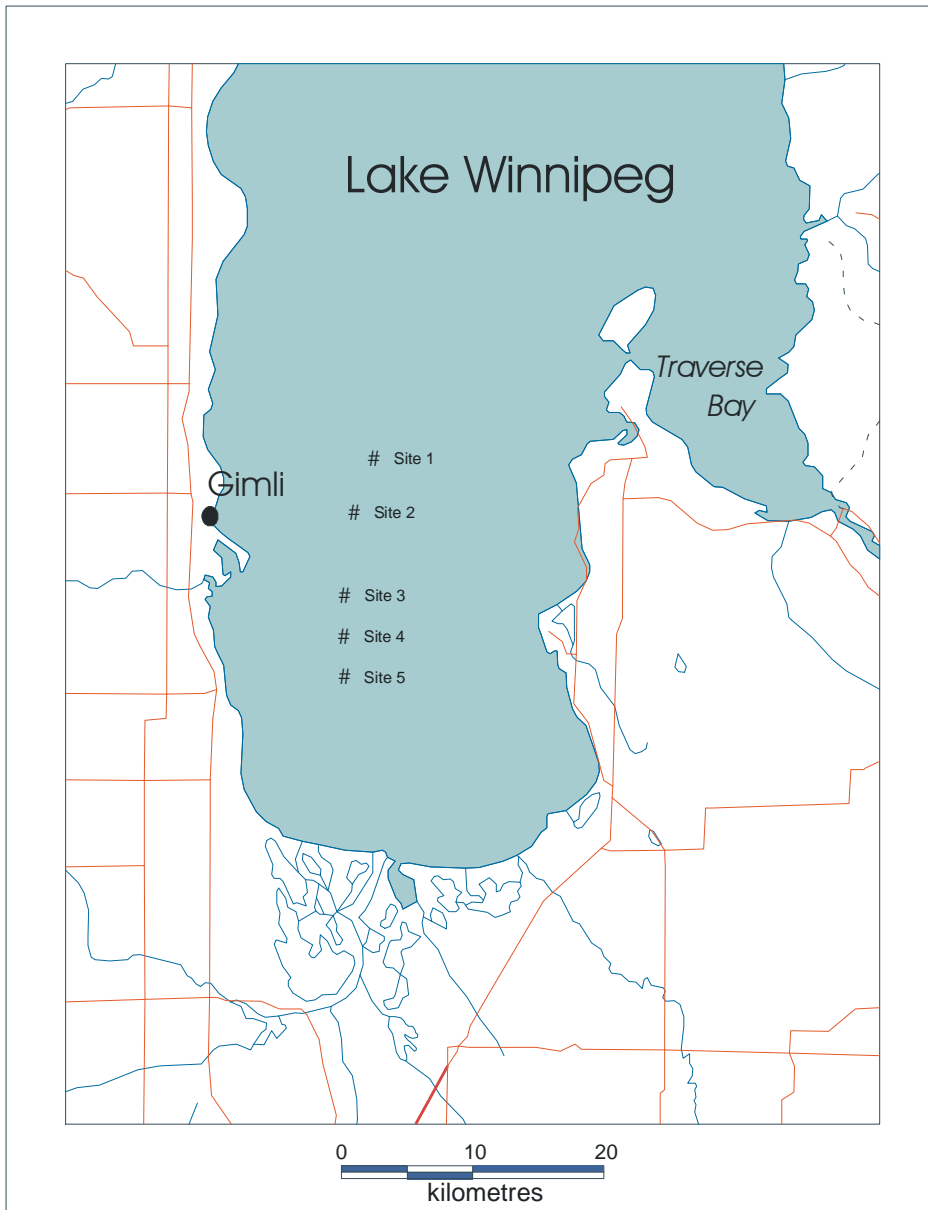 Lake Winnipeg
Traverse
Bay
# Site 1
Gimli
# Site 2
# Site 3
# Site 4
# Site 5
0 10 20
kilometres